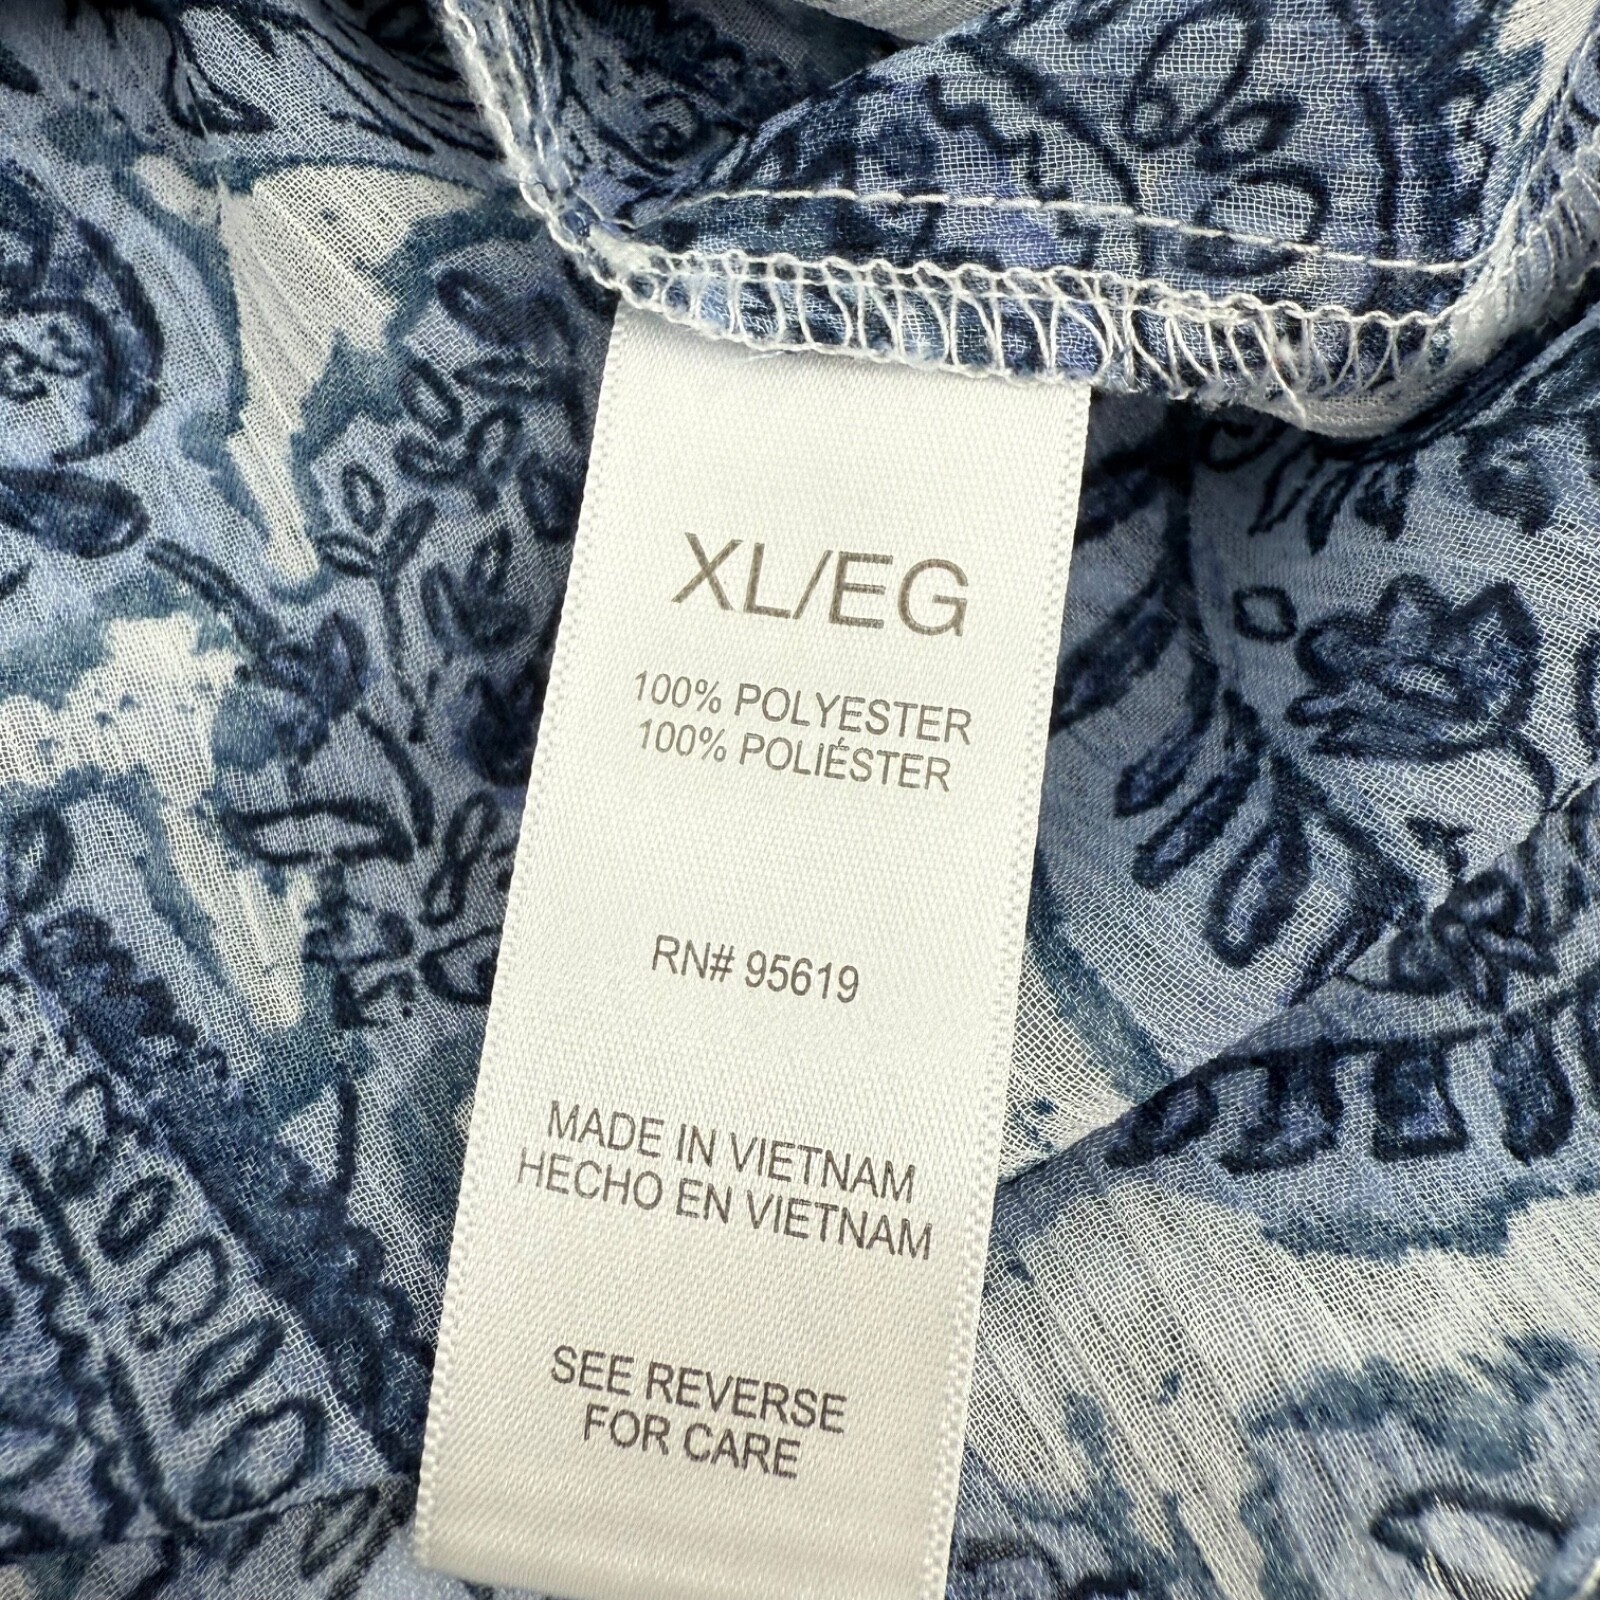 XL/EG
100% POLYESTER
100% POLIÉSTER
RN# 95619
MADE IN VIETNAM
HECHO EN VIETNAM
SEE REVERSE
FOR CARE